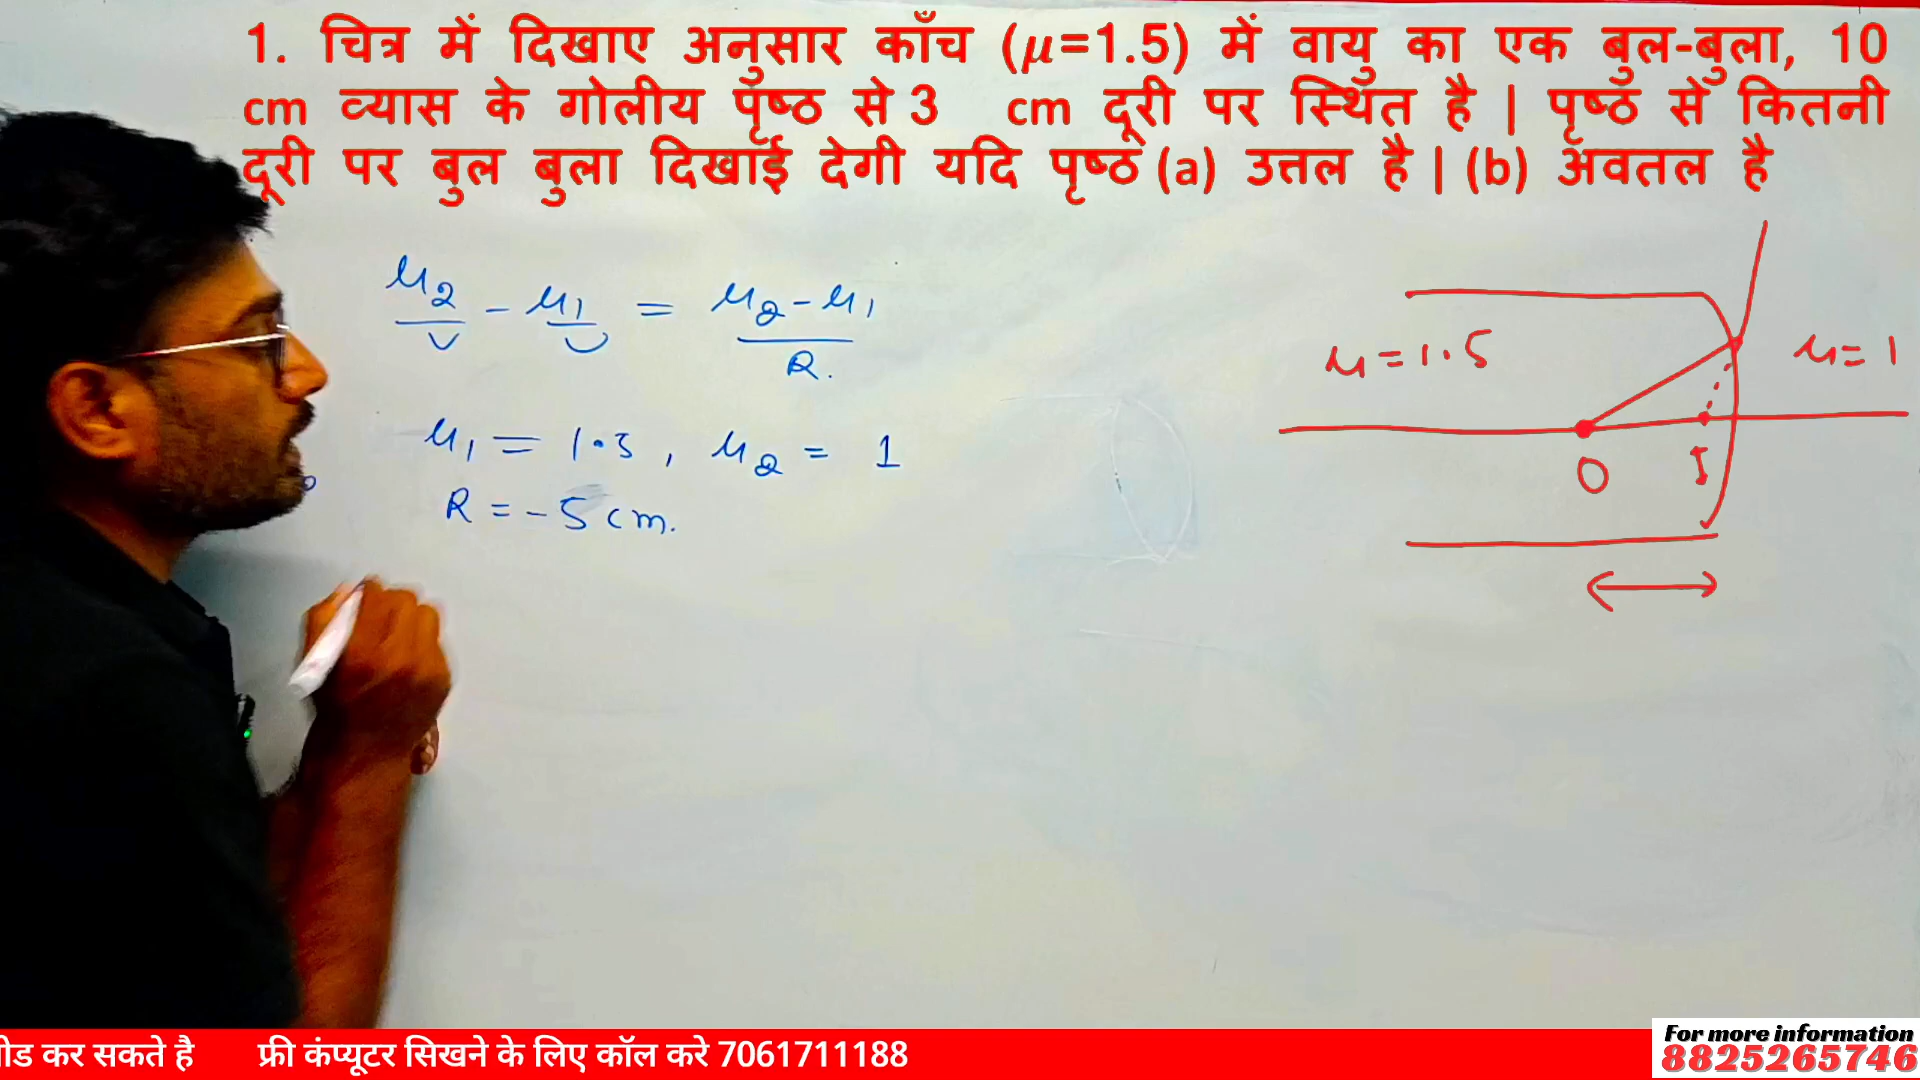 1. चित्र में दिखाए अनुसार काँच (μ=1.5) में वायु का एक बुल-बुला, 10
cm व्यास के गोलीय पृष्ठ से 3 cm दूरी पर स्थित है | पृष्ठ से कितनी
दूरी पर बुल बुला दिखाई देगी यदि पृष्ठ (a) उत्तल है | (b) अवतल है
μ2/v - μ1/u = μ2-μ1/R.
μ1 = 1.5, μ2 = 1
R = -5 cm.
μ=1.5
μ=1
O
I
कर सकते है फ्री कंप्यूटर सिखने के लिए कॉल करे 7061711188
For more information
8825265746